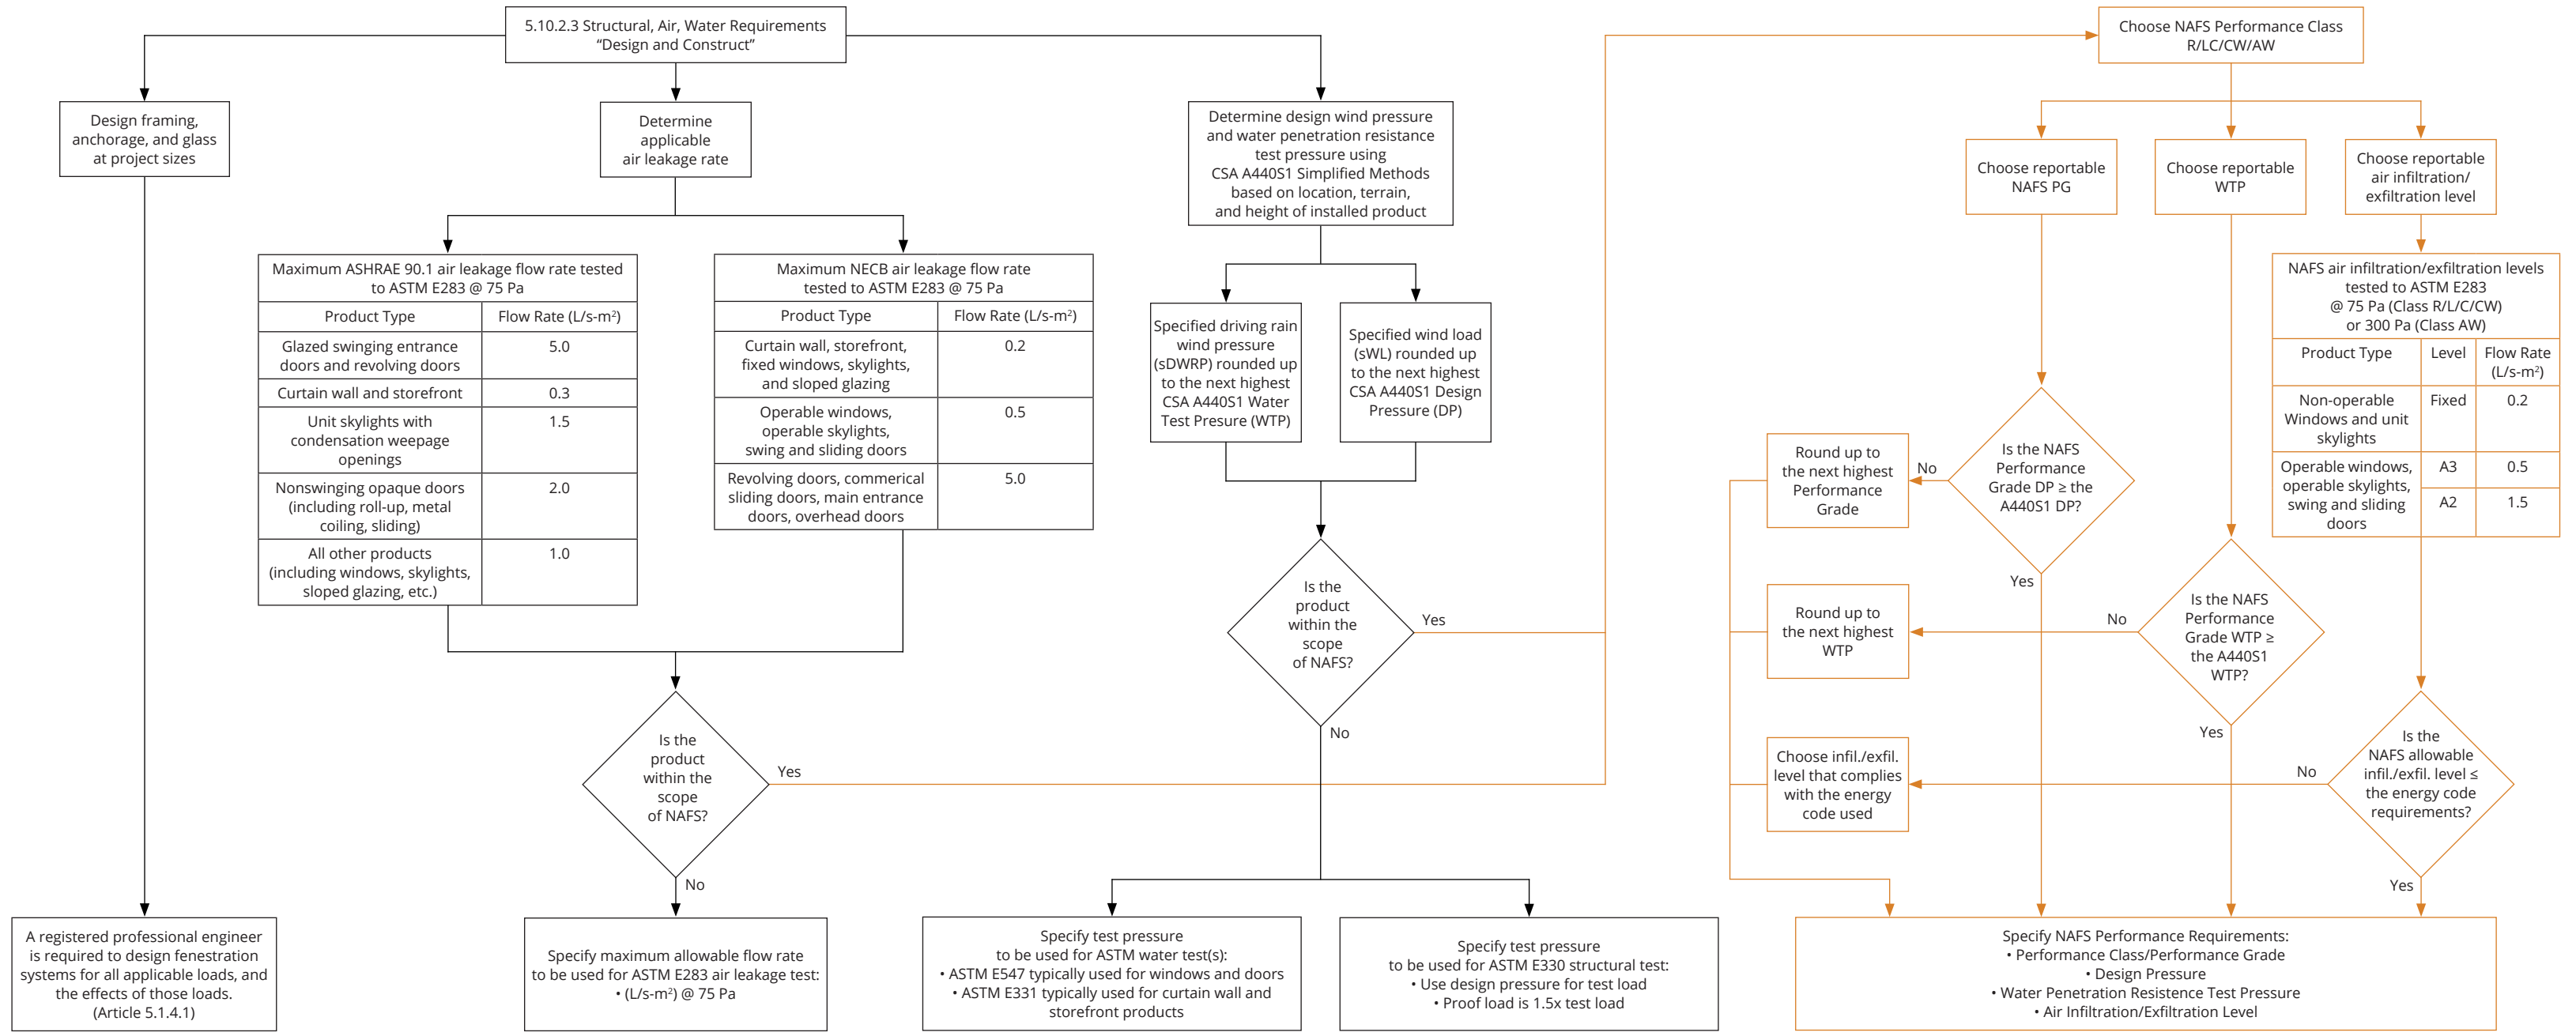 5.10.2.3 Structural, Air, Water Requirements
“Design and Construct”
Design framing,
anchorage, and glass
at project sizes
A registered professional engineer
is required to design fenestration
systems for all applicable loads, and
the effects of those loads.
(Article 5.1.4.1)
Determine
applicable
air leakage rate
Maximum ASHRAE 90.1 air leakage flow rate tested
to ASTM E283 @ 75 Pa
Product Type
Flow Rate (L/s-m²)
Glazed swinging entrance
doors and revolving doors
5.0
Curtain wall and storefront
0.3
Unit skylights with
condensation weepage
openings
1.5
Nonswinging opaque doors
(including roll-up, metal
coiling, sliding)
2.0
All other products
(including windows, skylights,
sloped glazing, etc.)
1.0
Maximum NECB air leakage flow rate
tested to ASTM E283 @ 75 Pa
Product Type
Flow Rate (L/s-m²)
Curtain wall, storefront,
fixed windows, skylights,
and sloped glazing
0.2
Operable windows,
operable skylights,
swing and sliding doors
0.5
Revolving doors, commerical
sliding doors, main entrance
doors, overhead doors
5.0
Is the
product
within the
scope
of NAFS?
Yes
No
Specify maximum allowable flow rate
to be used for ASTM E283 air leakage test:
• (L/s-m²) @ 75 Pa
Determine design wind pressure
and water penetration resistance
test pressure using
CSA A440S1 Simplified Methods
based on location, terrain,
and height of installed product
Specified driving rain
wind pressure
(sDWRP) rounded up
to the next highest
CSA A440S1 Water
Test Presure (WTP)
Specified wind load
(sWL) rounded up
to the next highest
CSA A440S1 Design
Pressure (DP)
Is the
product
within the
scope
of NAFS?
Yes
No
Specify test pressure
to be used for ASTM water test(s):
• ASTM E547 typically used for windows and doors
• ASTM E331 typically used for curtain wall and
storefront products
Specify test pressure
to be used for ASTM E330 structural test:
• Use design pressure for test load
• Proof load is 1.5x test load
Choose NAFS Performance Class
R/LC/CW/AW
Choose reportable
NAFS PG
Choose reportable
WTP
Choose reportable
air infiltration/
exfiltration level
NAFS air infiltration/exfiltration levels
tested to ASTM E283
@ 75 Pa (Class R/L/C/CW)
or 300 Pa (Class AW)
Product Type
Level
Flow Rate
(L/s-m²)
Non-operable
Windows and unit
skylights
Fixed
0.2
Operable windows,
operable skylights,
swing and sliding
doors
A3
0.5
A2
1.5
Is the NAFS
Performance
Grade DP ≥ the
A440S1 DP?
No
Yes
Round up to
the next highest
Performance
Grade
Is the NAFS
Performance
Grade WTP ≥
the A440S1
WTP?
No
Yes
Round up to
the next highest
WTP
Is the
NAFS allowable
infil./exfil. level ≤
the energy code
requirements?
No
Yes
Choose infil./exfil.
level that complies
with the energy
code used
Specify NAFS Performance Requirements:
• Performance Class/Performance Grade
• Design Pressure
• Water Penetration Resistence Test Pressure
• Air Infiltration/Exfiltration Level